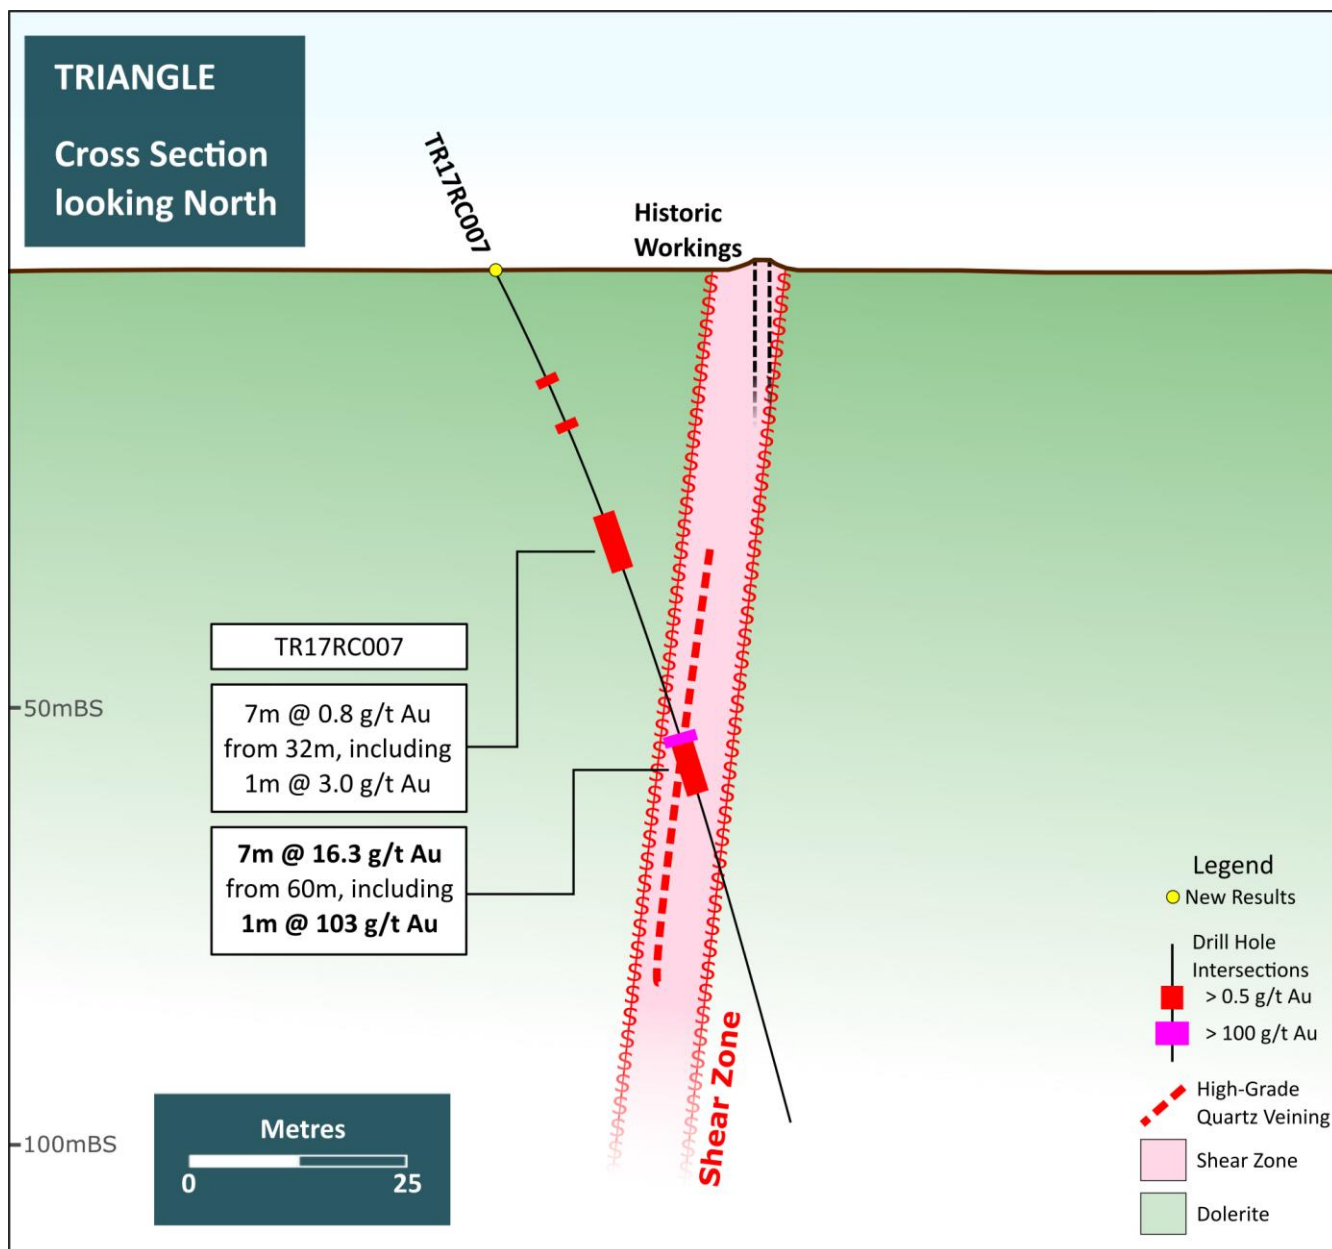 TRIANGLE
Cross Section
looking North
TR17RC007
Historic
Workings
TR17RC007
7m @ 0.8 g/t Au
from 32m, including
1m @ 3.0 g/t Au
7m @ 16.3 g/t Au
from 60m, including
1m @ 103 g/t Au
50mBS
100mBS
Shear Zone
Metres
0 25
Legend
New Results
Drill Hole
Intersections
> 0.5 g/t Au
> 100 g/t Au
High-Grade
Quartz Veining
Shear Zone
Dolerite